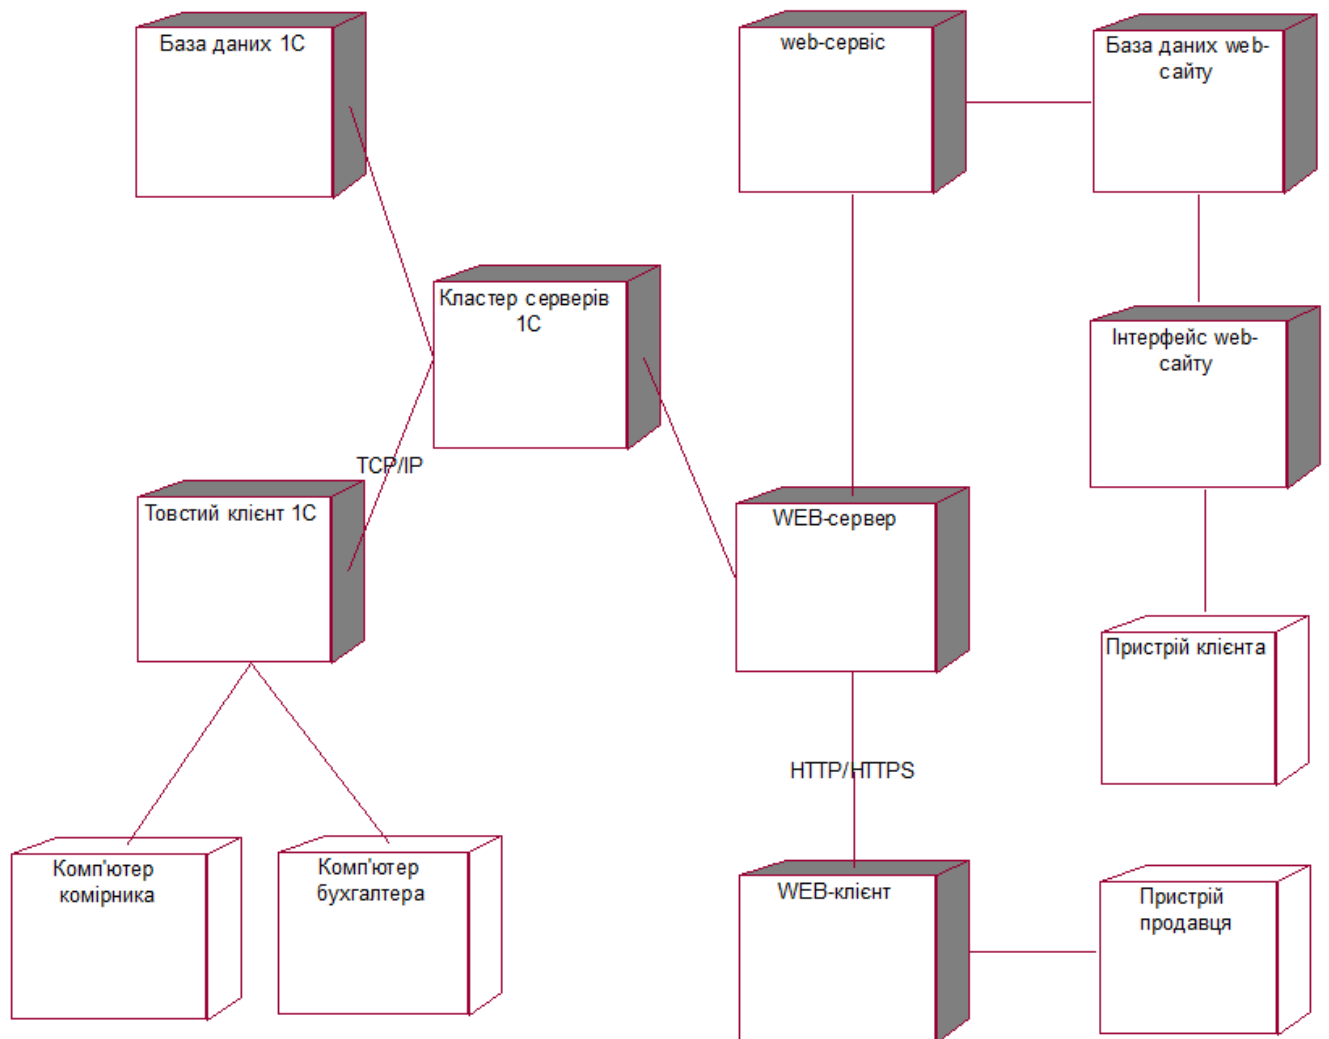 База даних 1С
web-сервіс
База даних web-
сайту
Кластер серверів
1С
Інтерфейс web-
сайту
TCP/IP
Товстий клієнт 1С
WEB-сервер
Пристрій клієнта
HTTP/HTTPS
Комп'ютер
комірника
Комп'ютер
бухгалтера
WEB-клієнт
Пристрій
продавця